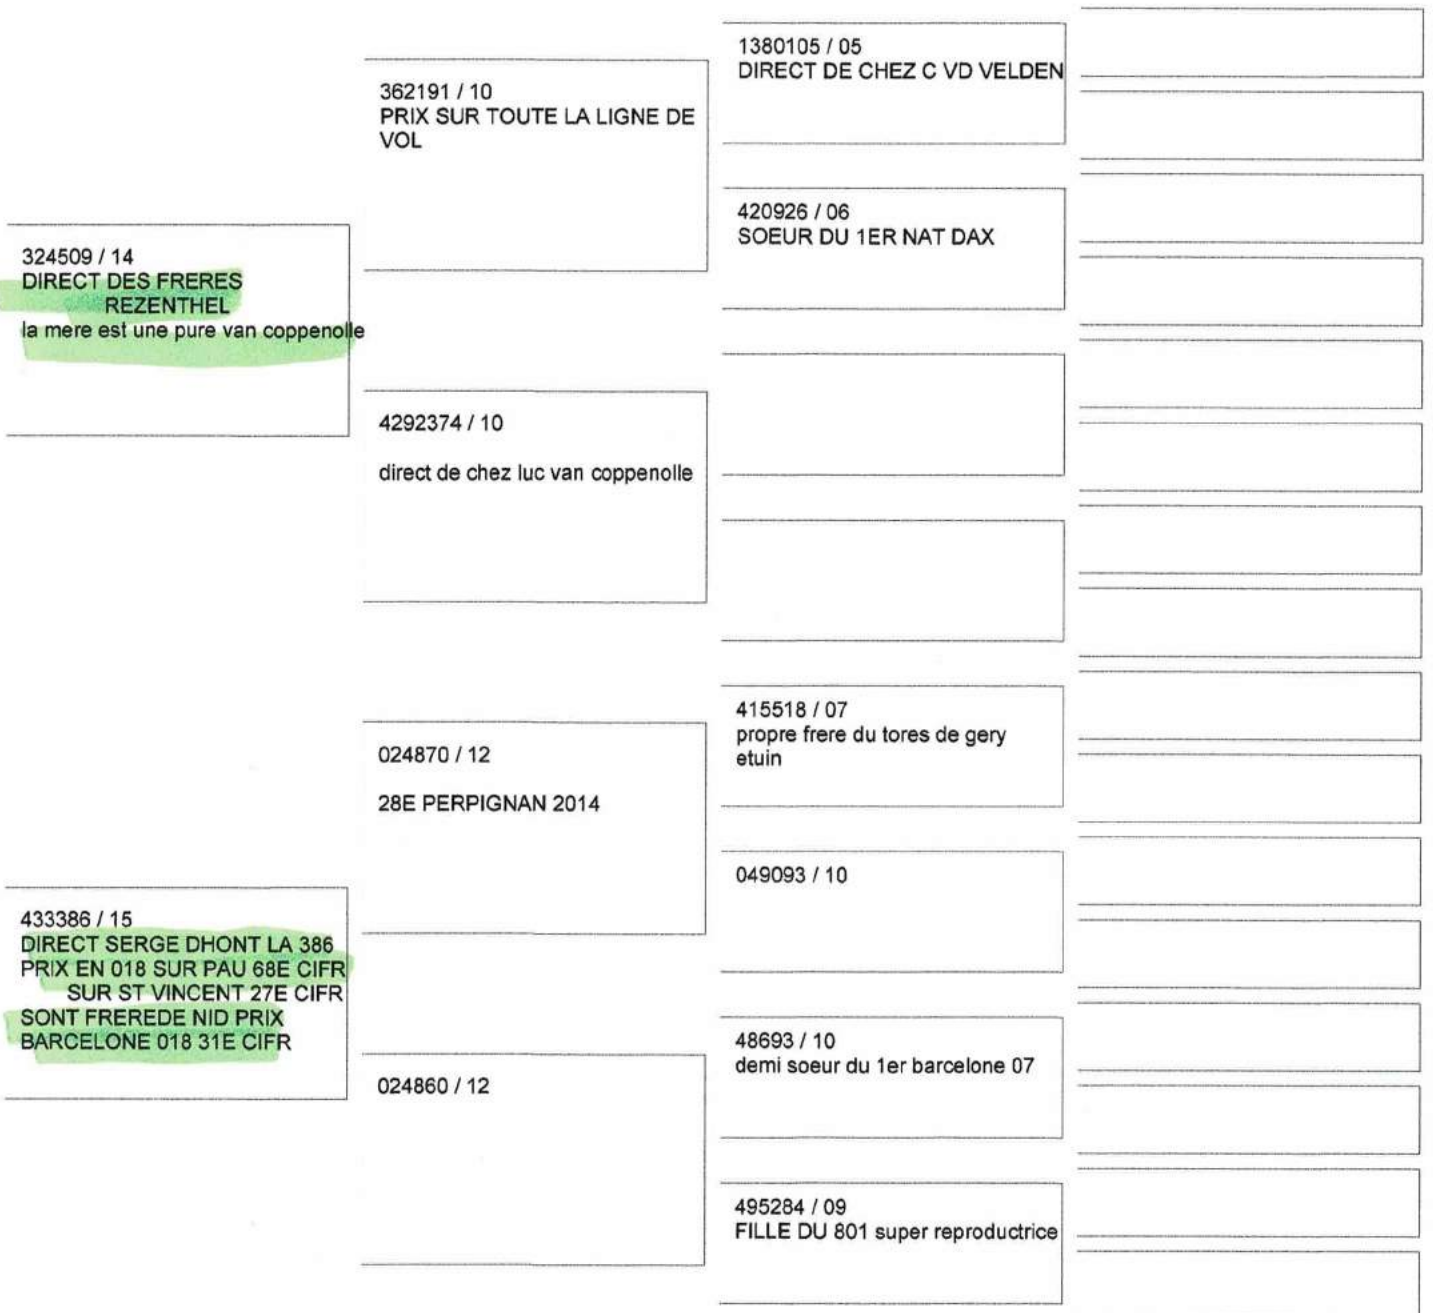 324509 / 14
DIRECT DES FRERES
REZENTHEL
la mere est une pure van coppenolle
433386 / 15
DIRECT SERGE DHONT LA 386
PRIX EN 018 SUR PAU 68E CIFR
SUR ST VINCENT 27E CIFR
SONT FREREDE NID PRIX
BARCELONE 018 31E CIFR
362191 / 10
PRIX SUR TOUTE LA LIGNE DE
VOL
4292374 / 10
direct de chez luc van coppenolle
024870 / 12
28E PERPIGNAN 2014
024860 / 12
1380105 / 05
DIRECT DE CHEZ C VD VELDEN
420926 / 06
SOEUR DU 1ER NAT DAX
415518 / 07
propre frere du tores de gery
etuin
049093 / 10
48693 / 10
demi soeur du 1er barcelone 07
495284 / 09
FILLE DU 801 super reproductrice